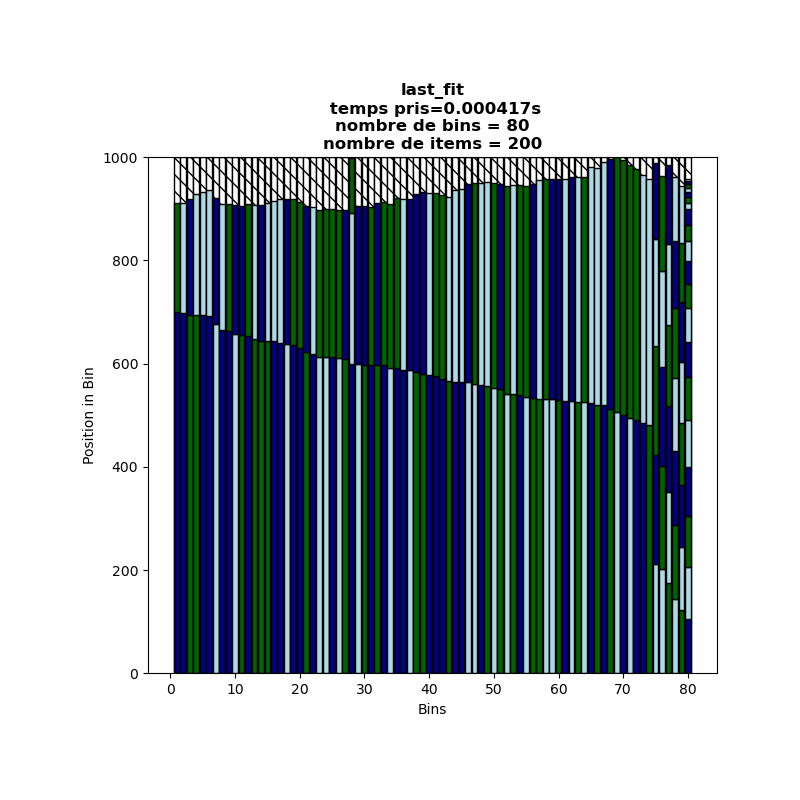 last_fit
temps pris=0.000417s
nombre de bins = 80
nombre de items = 200
1000
800
600
400
200
0
Position in Bin
0 10 20 30 40 50 60 70 80
Bins